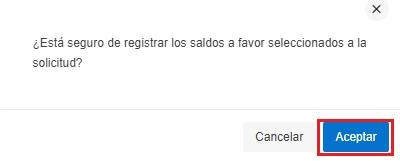 ¿Está seguro de registrar los saldos a favor seleccionados a la
solicitud?
Cancelar
Aceptar